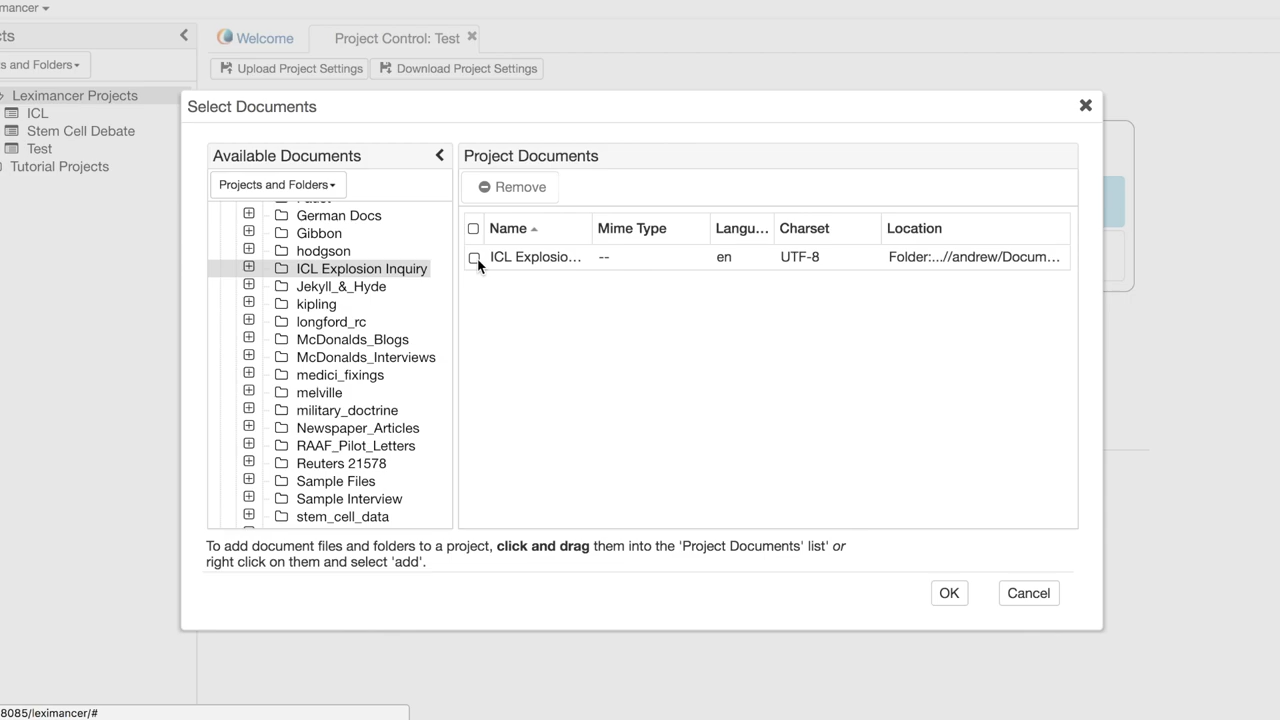 mancer
ts
Welcome
Project Control: Test
s and Folders
Upload Project Settings
Download Project Settings
Leximancer Projects
ICL
Stem Cell Debate
Test
Tutorial Projects
Select Documents
Available Documents
Projects and Folders
German Docs
Gibbon
hodgson
ICL Explosion Inquiry
Jekyll_&_Hyde
kipling
longford_rc
McDonalds_Blogs
McDonalds_Interviews
medici_fixings
melville
military_doctrine
Newspaper_Articles
RAAF_Pilot_Letters
Reuters 21578
Sample Files
Sample Interview
stem_cell_data
Project Documents
Remove
Name Mime Type Langu... Charset Location
ICL Explosio... -- en UTF-8 Folder:...//andrew/Docum...
To add document files and folders to a project, click and drag them into the 'Project Documents' list' or
right click on them and select 'add'.
OK Cancel
8085/leximancer/#